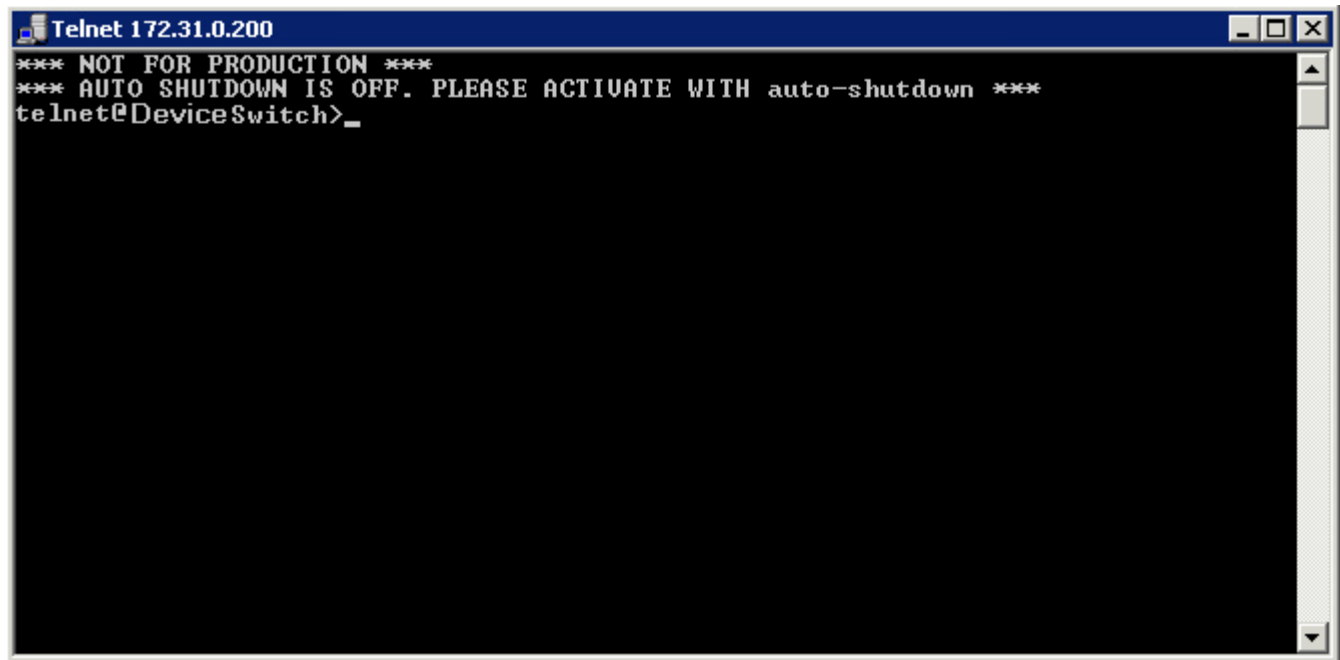 Telnet 172.31.0.200
*** NOT FOR PRODUCTION ***
*** AUTO SHUTDOWN IS OFF. PLEASE ACTIVATE WITH auto-shutdown ***
telnet@DeviceSwitch>_